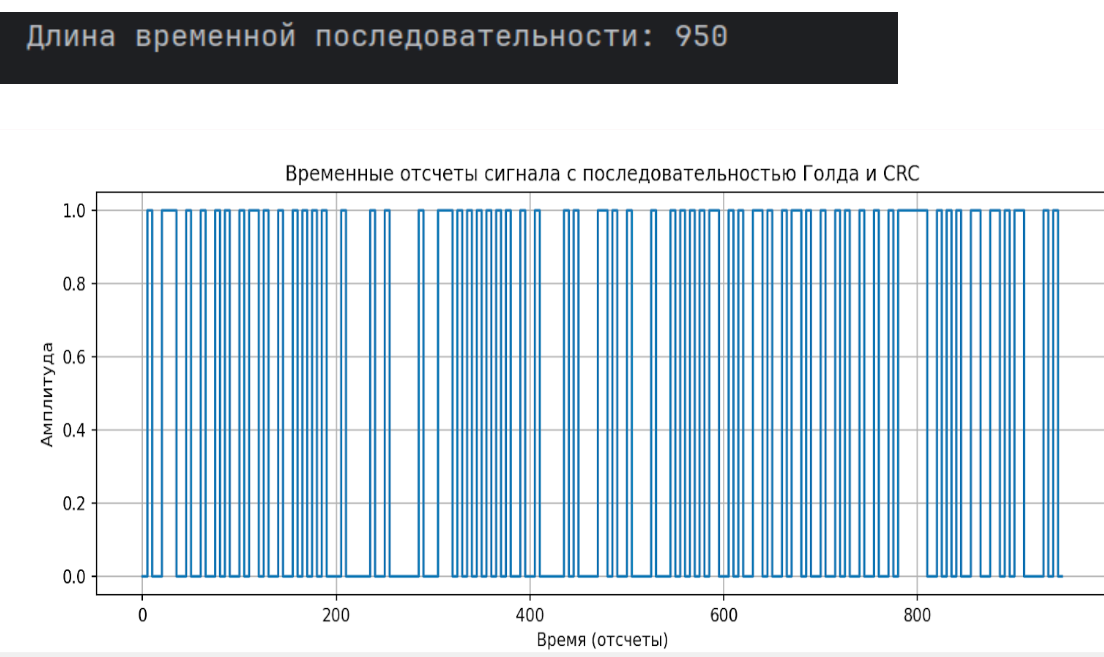 Длина временной последовательности: 950
Временные отсчеты сигнала с последовательностью Голда и CRC
1.0
0.8
0.6
0.4
0.2
0.0
Амплитуда
0 200 400 600 800
Время (отсчеты)